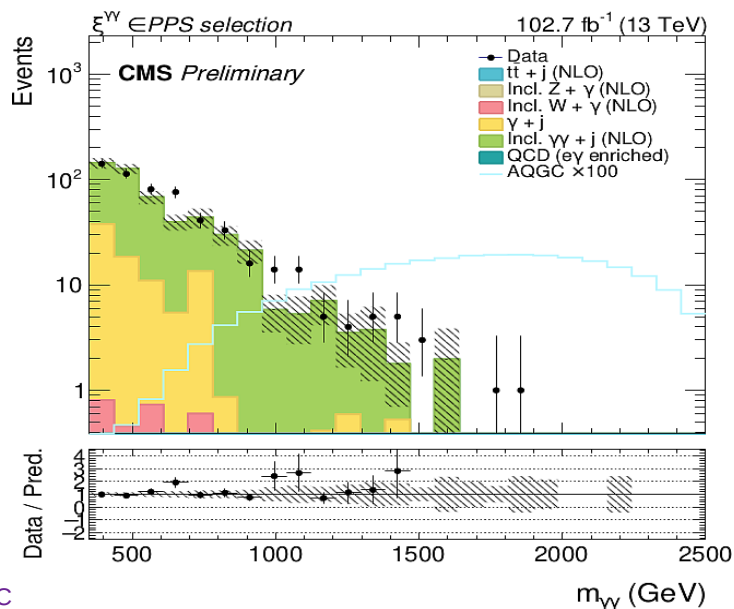 ξ^γγ ∈PPS selection 102.7 fb⁻¹ (13 TeV)
CMS Preliminary
Data
tt + j (NLO)
Incl. Z + γ (NLO)
Incl. W + γ (NLO)
γ + j
Incl. γγ + j (NLO)
QCD (eγ enriched)
AQGC ×100
Events
10³
10²
10
1
Data / Pred.
4
3
2
1
0
−1
−2
500 1000 1500 2000 2500
m_γγ (GeV)
C